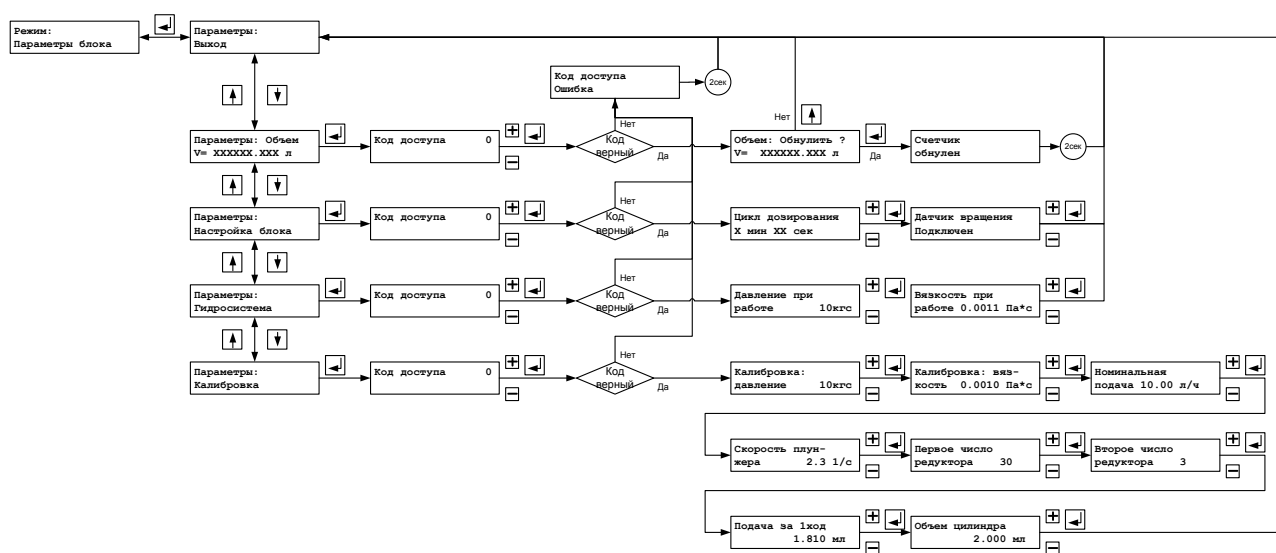 Режим:
Параметры блока
Параметры:
Выход
Код доступа
Ошибка
2сек
Параметры: Объем
V= XXXXXX.XXX л
Код доступа 0
Код
верный
Нет
Да
Объем: Обнулить ?
V= XXXXXX.XXX л
Нет
Да
Счетчик
обнулен
2сек
Параметры:
Настройка блока
Код доступа 0
Код
верный
Нет
Да
Цикл дозирования
X мин XX сек
Датчик вращения
Подключен
Параметры:
Гидросистема
Код доступа 0
Код
верный
Нет
Да
Давление при
работе 10кгс
Вязкость при
работе 0.0011 Па*с
Параметры:
Калибровка
Код доступа 0
Код
верный
Нет
Да
Калибровка:
давление 10кгс
Калибровка: вяз-
кость 0.0010 Па*с
Номинальная
подача 10.00 л/ч
Скорость плун-
жера 2.3 1/с
Первое число
редуктора 30
Второе число
редуктора 3
Подача за 1ход
1.810 мл
Объем цилиндра
2.000 мл